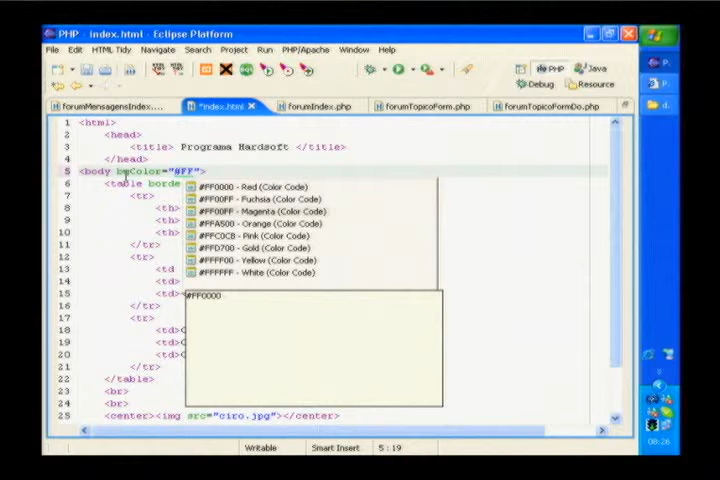 PHP - index.html - Eclipse Platform
File Edit HTML Tidy Navigate Search Project Run PHP/Apache Window Help
PHP Java
Debug Resource
forumMensagensIndex.... *index.html forumIndex.php forumTopicoForm.php forumTopicoFormDo.php
1 <html>
2 <head>
3 <title> Programa Hardsoft </title>
4 </head>
5 <body bgColor="#FF">
6 <table borde
7 <tr>
8 <th>
9 <th>
10 <th>
11 </tr>
12 <tr>
13 <td
14 <td>
15 <td>
16 </tr>
17 <tr>
18 <td>
19 <td>
20 <td>
21 </tr>
22 </table>
23 <br>
24 <br>
25 <center><img src="ciro.jpg"></center>
#FF0000 - Red (Color Code)
#FF00FF - Fuchsia (Color Code)
#FF00FF - Magenta (Color Code)
#FFA500 - Orange (Color Code)
#FFC0CB - Pink (Color Code)
#FFD700 - Gold (Color Code)
#FFFF00 - Yellow (Color Code)
#FFFFFF - White (Color Code)
#FF0000
Writable Smart Insert 5 : 19
P.
P.
d.
08:26